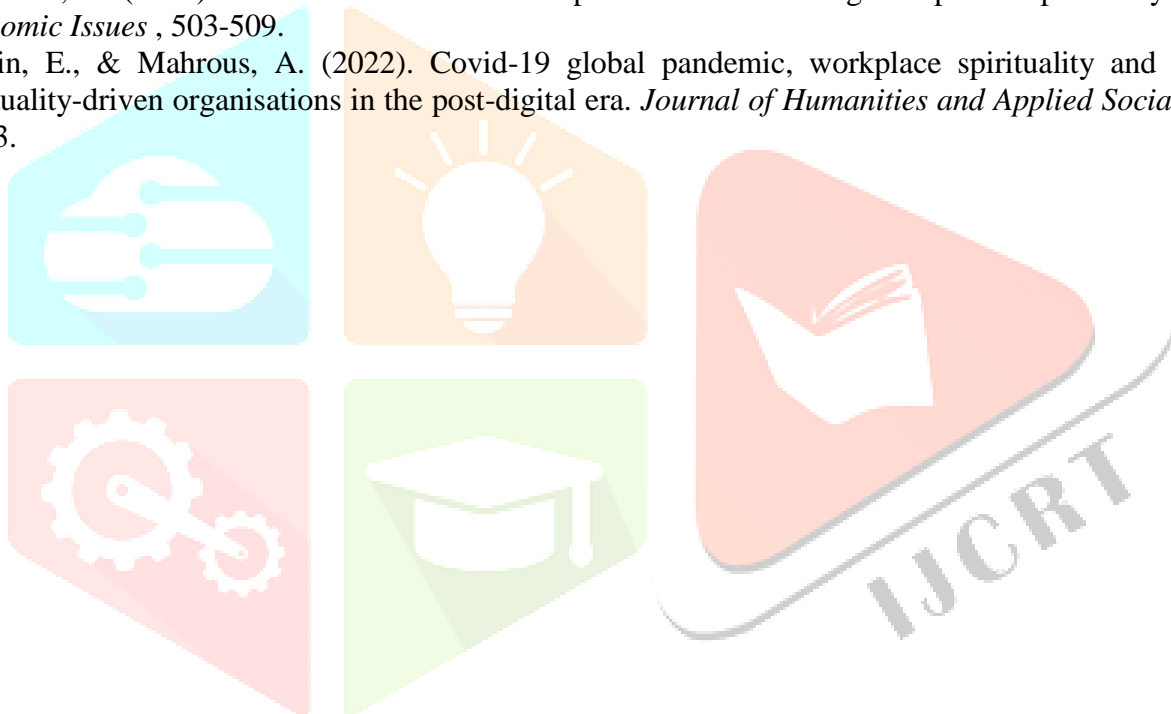 omic Issues , 503-509.
in, E., & Mahrous, A. (2022). Covid-19 global pandemic, workplace spirituality and
uality-driven organisations in the post-digital era. Journal of Humanities and Applied Socia
3.
IJCRT